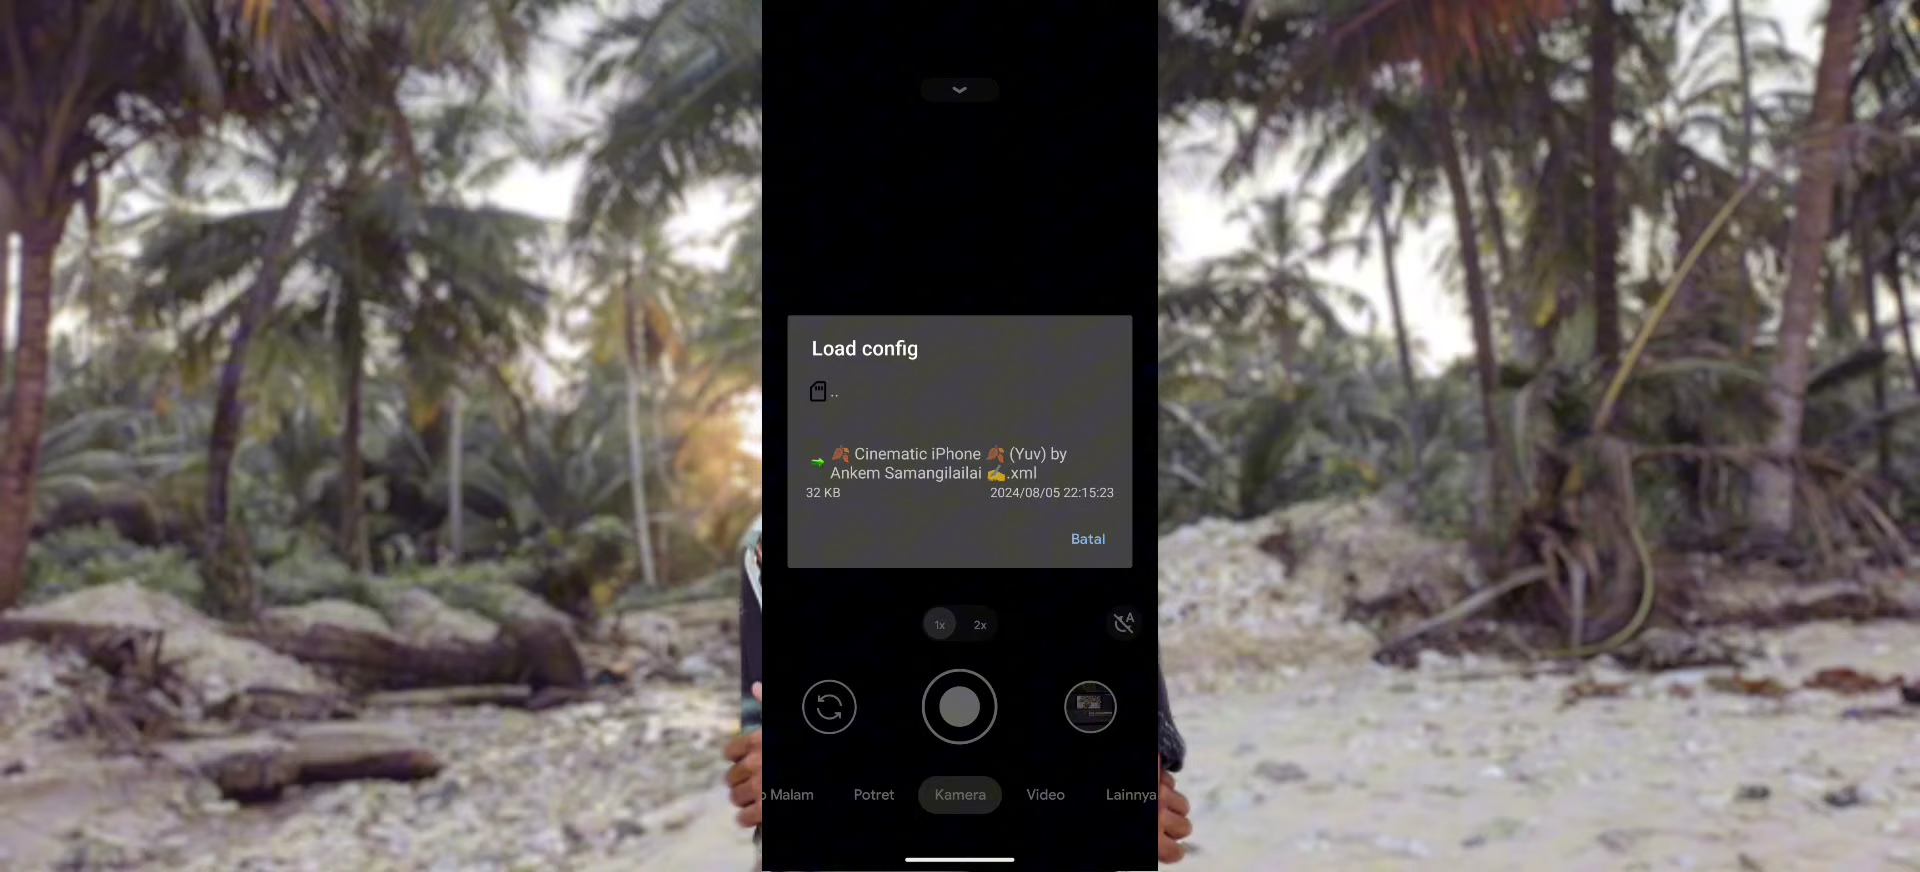 Load config
..
🍂 Cinematic iPhone 🍂 (Yuv) by
Ankem Samangilailai ✍.xml
32 KB 2024/08/05 22:15:23
Batal
1x 2x
A
Malam Potret Kamera Video Lainnya